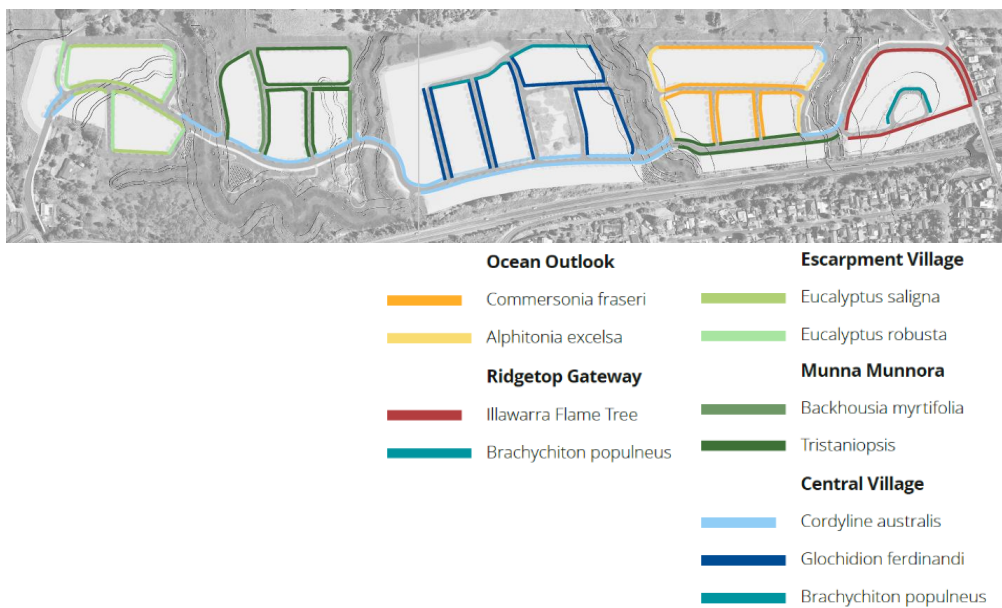 Ocean Outlook
Commersonia fraseri
Alphitonia excelsa
Ridgetop Gateway
Illawarra Flame Tree
Brachychiton populneus
Escarpment Village
Eucalyptus saligna
Eucalyptus robusta
Munna Munnora
Backhousia myrtifolia
Tristaniopsis
Central Village
Cordyline australis
Glochidion ferdinandi
Brachychiton populneus